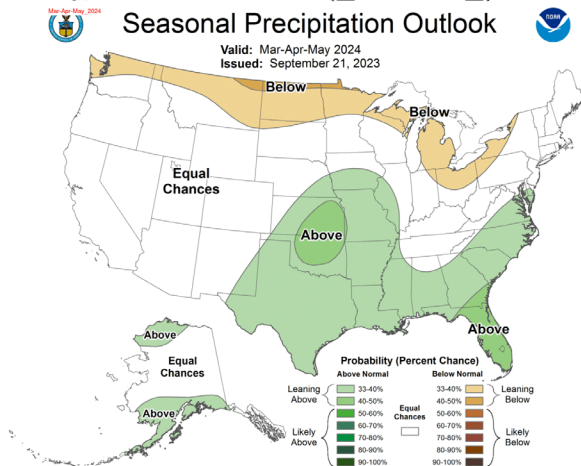 Mar-Apr-May_2024
Seasonal Precipitation Outlook
NOAA
Valid: Mar-Apr-May 2024
Issued: September 21, 2023
Below
Below
Equal
Chances
Above
Above
Above
Equal
Chances
Above
Probability (Percent Chance)
Above Normal
Below Normal
Leaning
Above
33-40%
40-50%
Likely
Above
50-60%
60-70%
70-80%
80-90%
90-100%
Equal
Chances
33-40%
40-50%
Leaning
Below
50-60%
60-70%
70-80%
80-90%
90-100%
Likely
Below